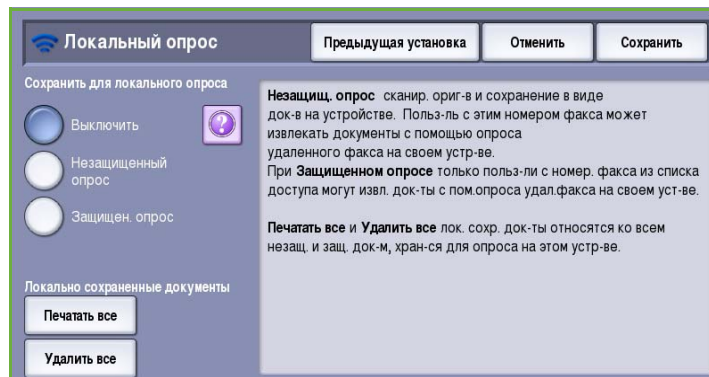 Локальный опрос
Предыдущая установка
Отменить
Сохранить
Сохранить для локального опроса
Выключить
?
Незащищенный
опрос
Защищен. опрос
Локально сохраненные документы
Печатать все
Удалить все
Незащищ. опрос сканир. ориг-в и сохранение в виде
док-в на устройстве. Польз-ль с этим номером факса может
извлекать документы с помощью опроса
удаленного факса на своем устр-ве.
При Защищенном опросе только польз-ли с номер. факса из списка
доступа могут извл. док-ты с пом.опроса удал.факса на своем уст-ве.
Печатать все и Удалить все лок. сохр. док-ты относятся ко всем
незащ. и защ. док-м, хран-ся для опроса на этом устр-ве.